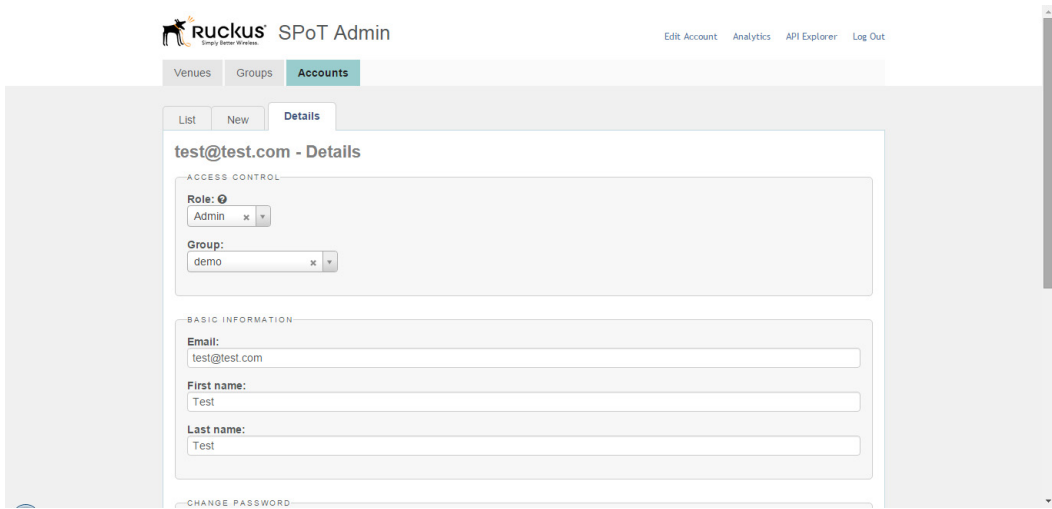 Ruckus SPoT Admin
Simply Better Wireless.
Edit Account Analytics API Explorer Log Out
Venues Groups Accounts
List New Details
test@test.com - Details
ACCESS CONTROL
Role:
Admin
Group:
demo
BASIC INFORMATION
Email:
test@test.com
First name:
Test
Last name:
Test
CHANGE PASSWORD